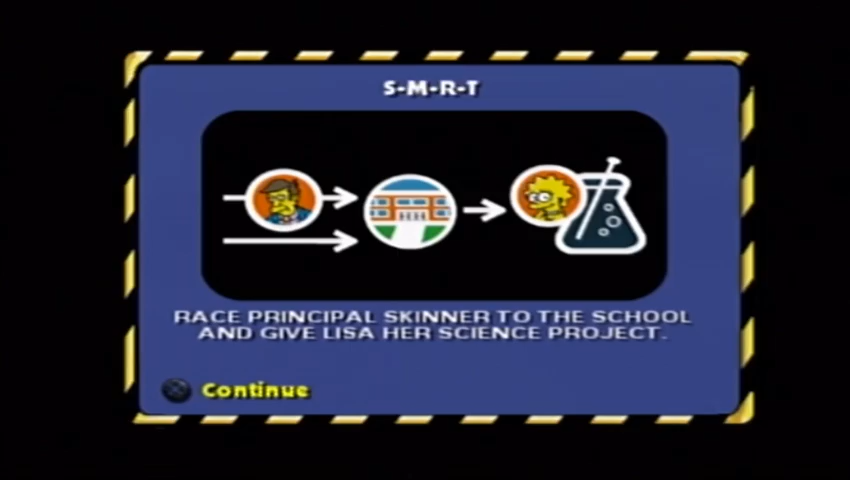 S-M-R-T
RACE PRINCIPAL SKINNER TO THE SCHOOL
AND GIVE LISA HER SCIENCE PROJECT.
Continue